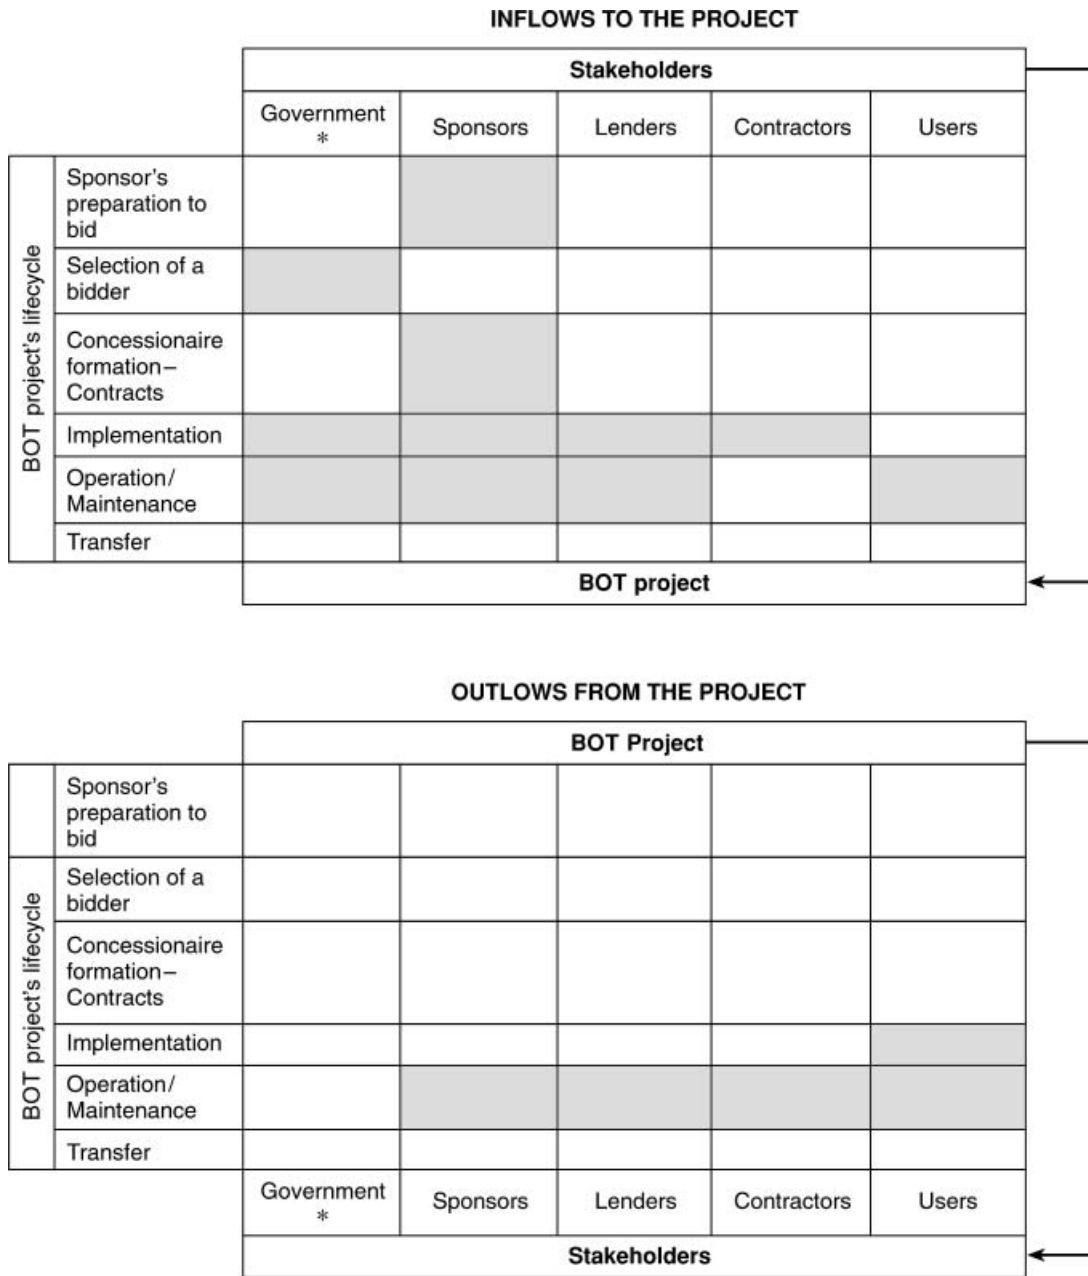 INFLOWS TO THE PROJECT
Stakeholders
Government
*
Sponsors
Lenders
Contractors
Users
BOT project's lifecycle
Sponsor's
preparation to
bid
Selection of a
bidder
Concessionaire
formation–
Contracts
Implementation
Operation/
Maintenance
Transfer
BOT project
OUTLOWS FROM THE PROJECT
BOT Project
BOT project's lifecycle
Sponsor's
preparation to
bid
Selection of a
bidder
Concessionaire
formation–
Contracts
Implementation
Operation/
Maintenance
Transfer
Government
*
Sponsors
Lenders
Contractors
Users
Stakeholders